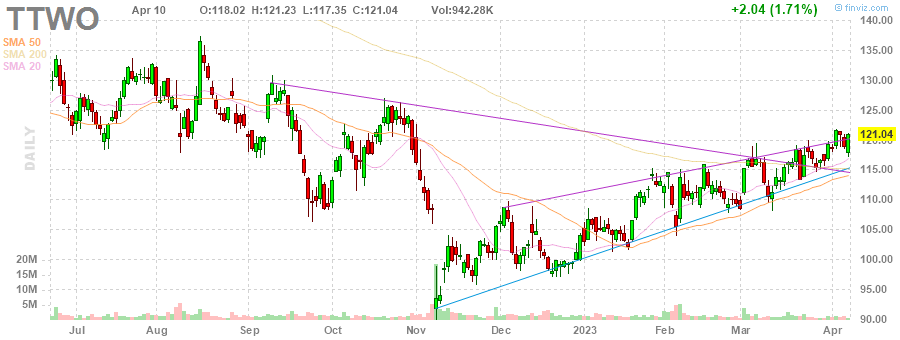 TTWO
Apr 10 O:118.02 H:121.23 L:117.35 C:121.04 Vol:942.28K +2.04 (1.71%)
© finviz.com
SMA 50
SMA 200
SMA 20
DAILY
140.00
135.00
130.00
125.00
121.04
120.00
115.00
110.00
105.00
100.00
95.00
90.00
20M
15M
10M
5M
Jul Aug Sep Oct Nov Dec 2023 Feb Mar Apr